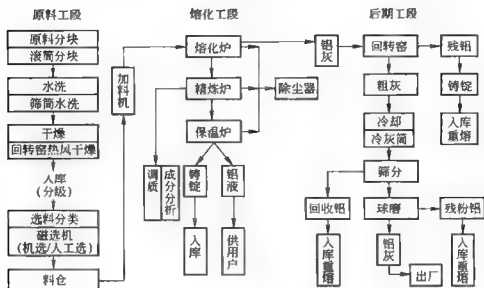 原料工段
原料分块
滚筒分块
水洗
筛筒水洗
干燥
回转窑热风干燥
入库
(分级)
选料分类
磁选机
(机选/人工选)
料仓
加料机
熔化工段
熔化炉
精炼炉
除尘器
保温炉
调质
成分分析
铸锭
铝液
入库
供用户
后期工段
铝灰
回转窑
残铝
粗灰
铸锭
冷却
冷灰筒
入库
重熔
筛分
回收铝
球磨
残粉铝
入库重熔
铝灰
出厂
入库重熔